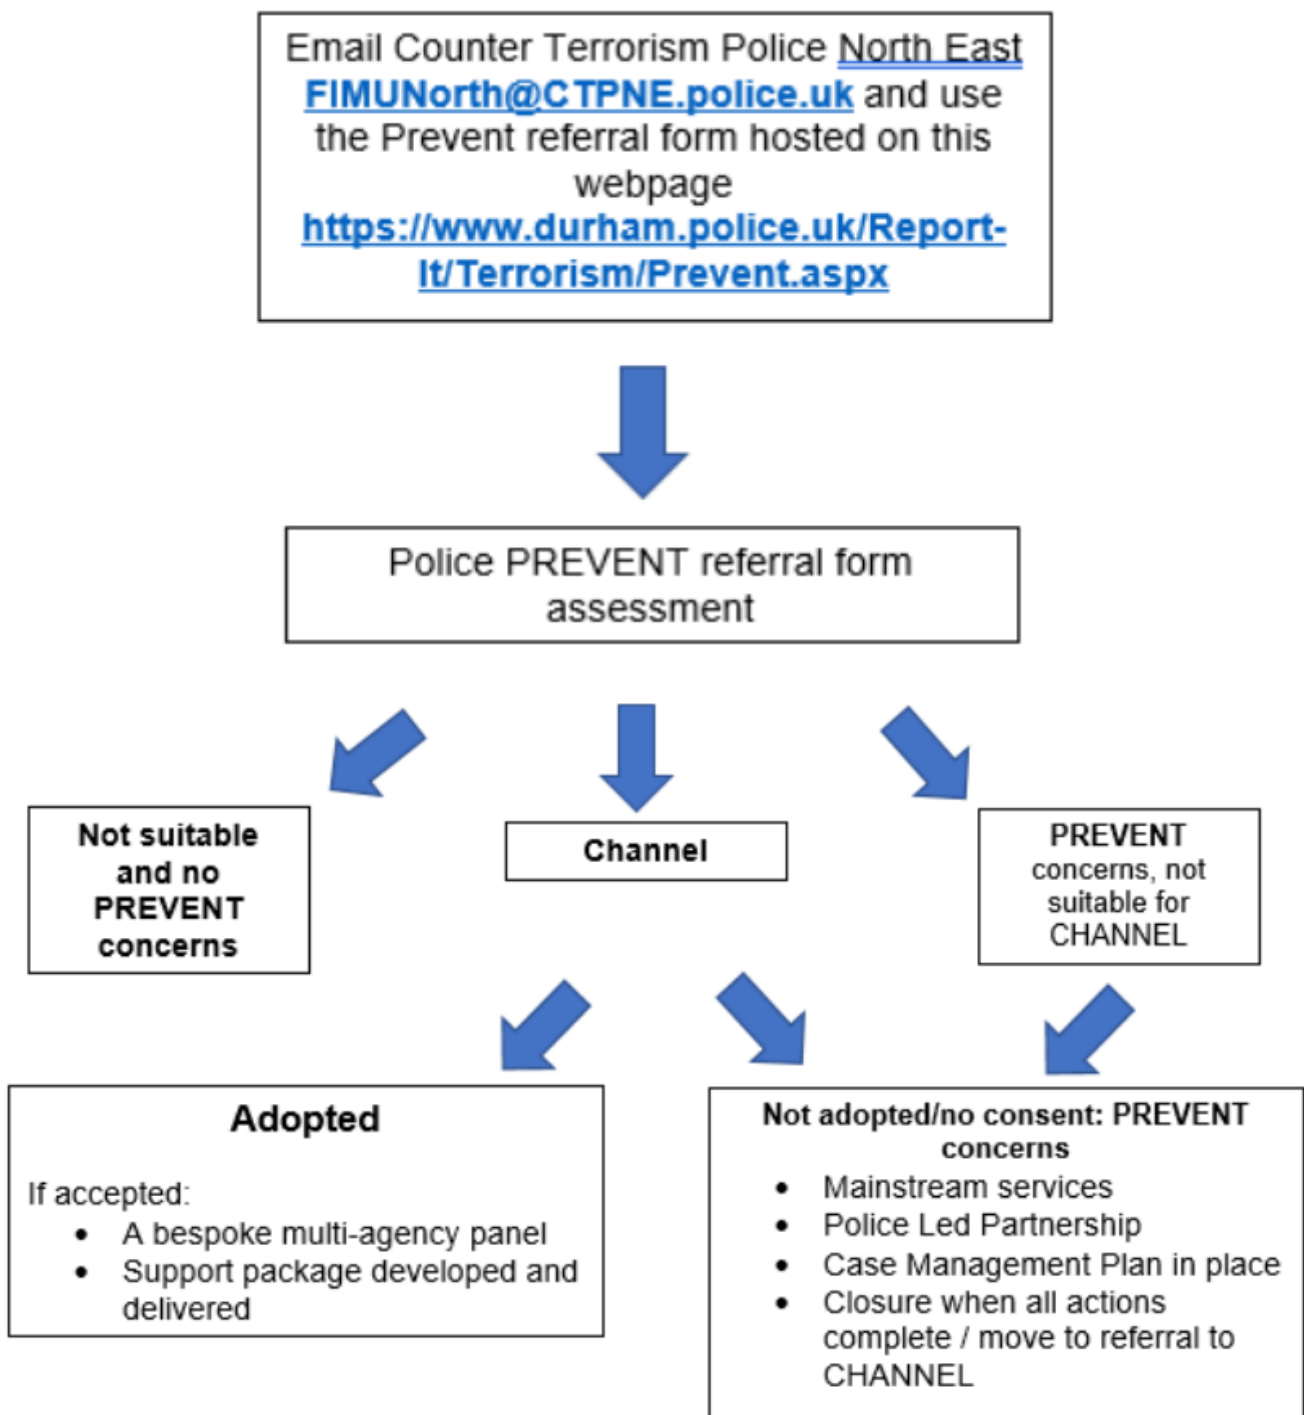 Email Counter Terrorism Police North East
FIMUNorth@CTPNE.police.uk and use
the Prevent referral form hosted on this
webpage
https://www.durham.police.uk/Report-
It/Terrorism/Prevent.aspx
Police PREVENT referral form
assessment
Not suitable
and no
PREVENT
concerns
Channel
PREVENT
concerns, not
suitable for
CHANNEL
Adopted
If accepted:
• A bespoke multi-agency panel
• Support package developed and
delivered
Not adopted/no consent: PREVENT
concerns
• Mainstream services
• Police Led Partnership
• Case Management Plan in place
• Closure when all actions
complete / move to referral to
CHANNEL